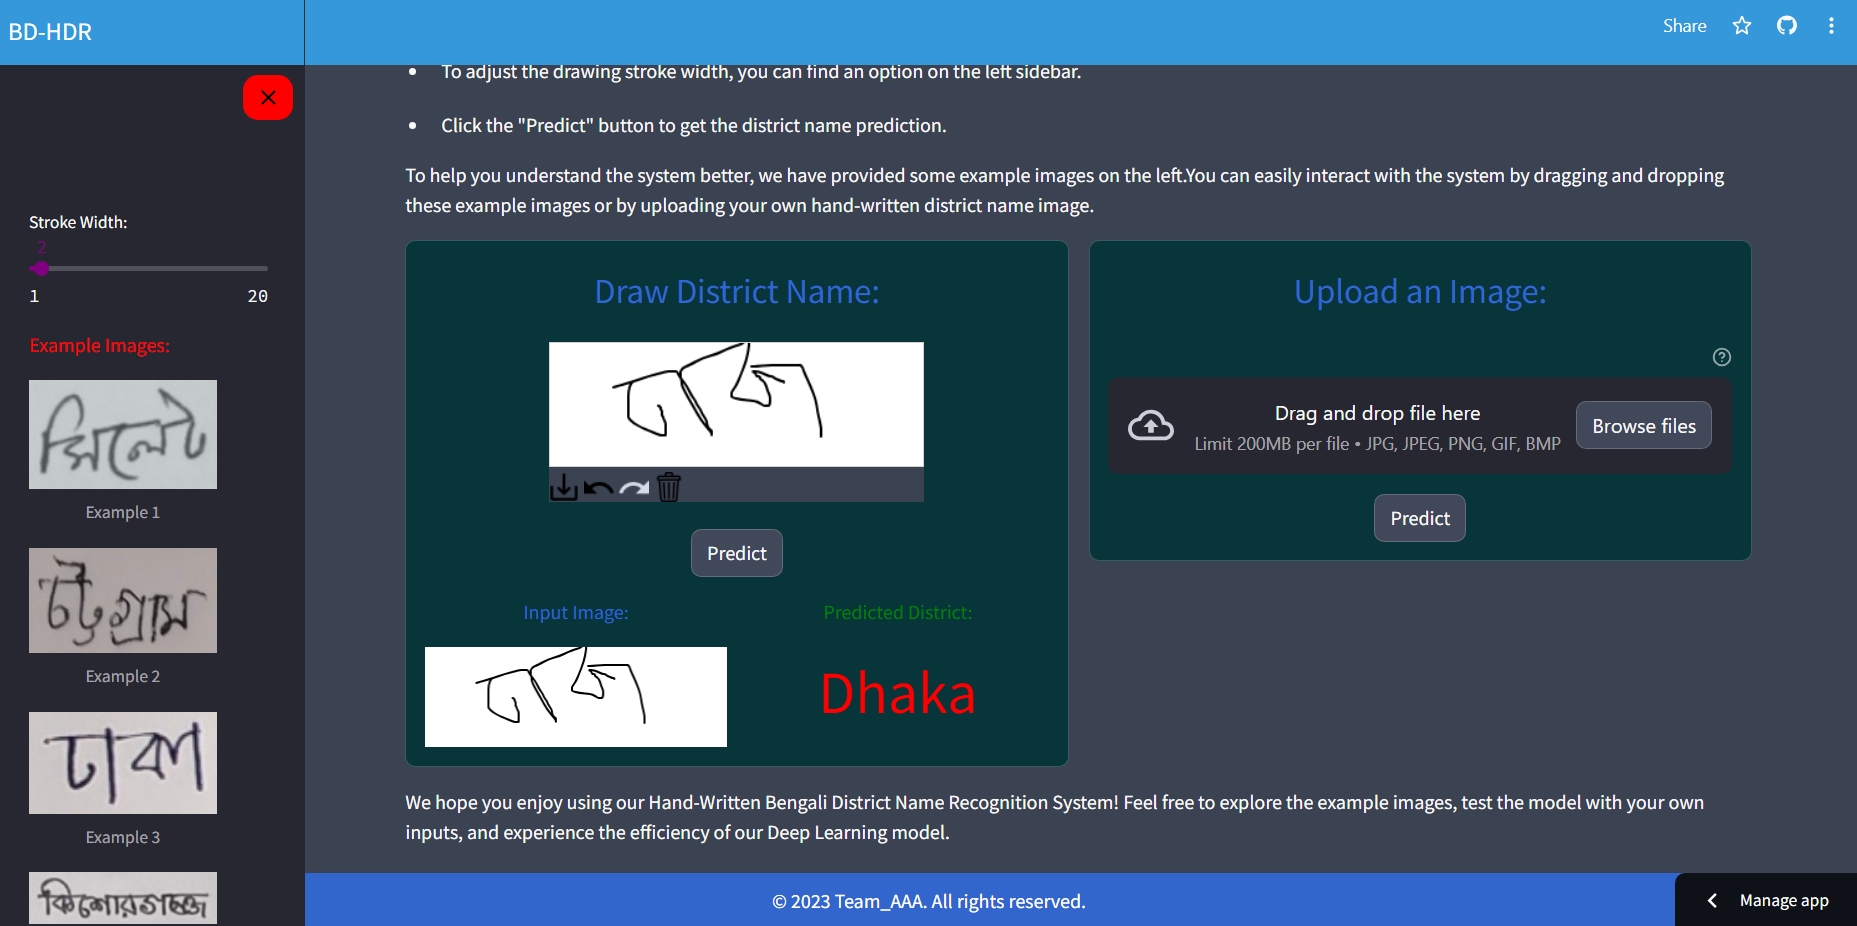 BD-HDR
Share
Stroke Width:
2
1 20
Example Images:
সিলেট
Example 1
চট্টগ্রাম
Example 2
ঢাকা
Example 3
কিশোরগঞ্জ
To adjust the drawing stroke width, you can find an option on the left sidebar.
Click the "Predict" button to get the district name prediction.
To help you understand the system better, we have provided some example images on the left.You can easily interact with the system by dragging and dropping
these example images or by uploading your own hand-written district name image.
Draw District Name:
ঢাকা
Predict
Input Image:
ঢাকা
Predicted District:
Dhaka
Upload an Image:
Drag and drop file here
Limit 200MB per file • JPG, JPEG, PNG, GIF, BMP
Browse files
Predict
We hope you enjoy using our Hand-Written Bengali District Name Recognition System! Feel free to explore the example images, test the model with your own
inputs, and experience the efficiency of our Deep Learning model.
© 2023 Team_AAA. All rights reserved.
Manage app